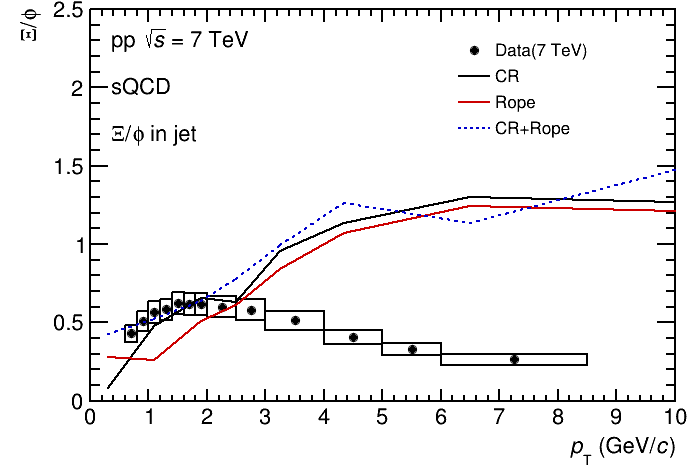 Ξ/ϕ
2.5
2
1.5
1
0.5
0
pp √s = 7 TeV
sQCD
Ξ/ϕ in jet
Data(7 TeV)
CR
Rope
CR+Rope
0 1 2 3 4 5 6 7 8 9 10
p_T (GeV/c)